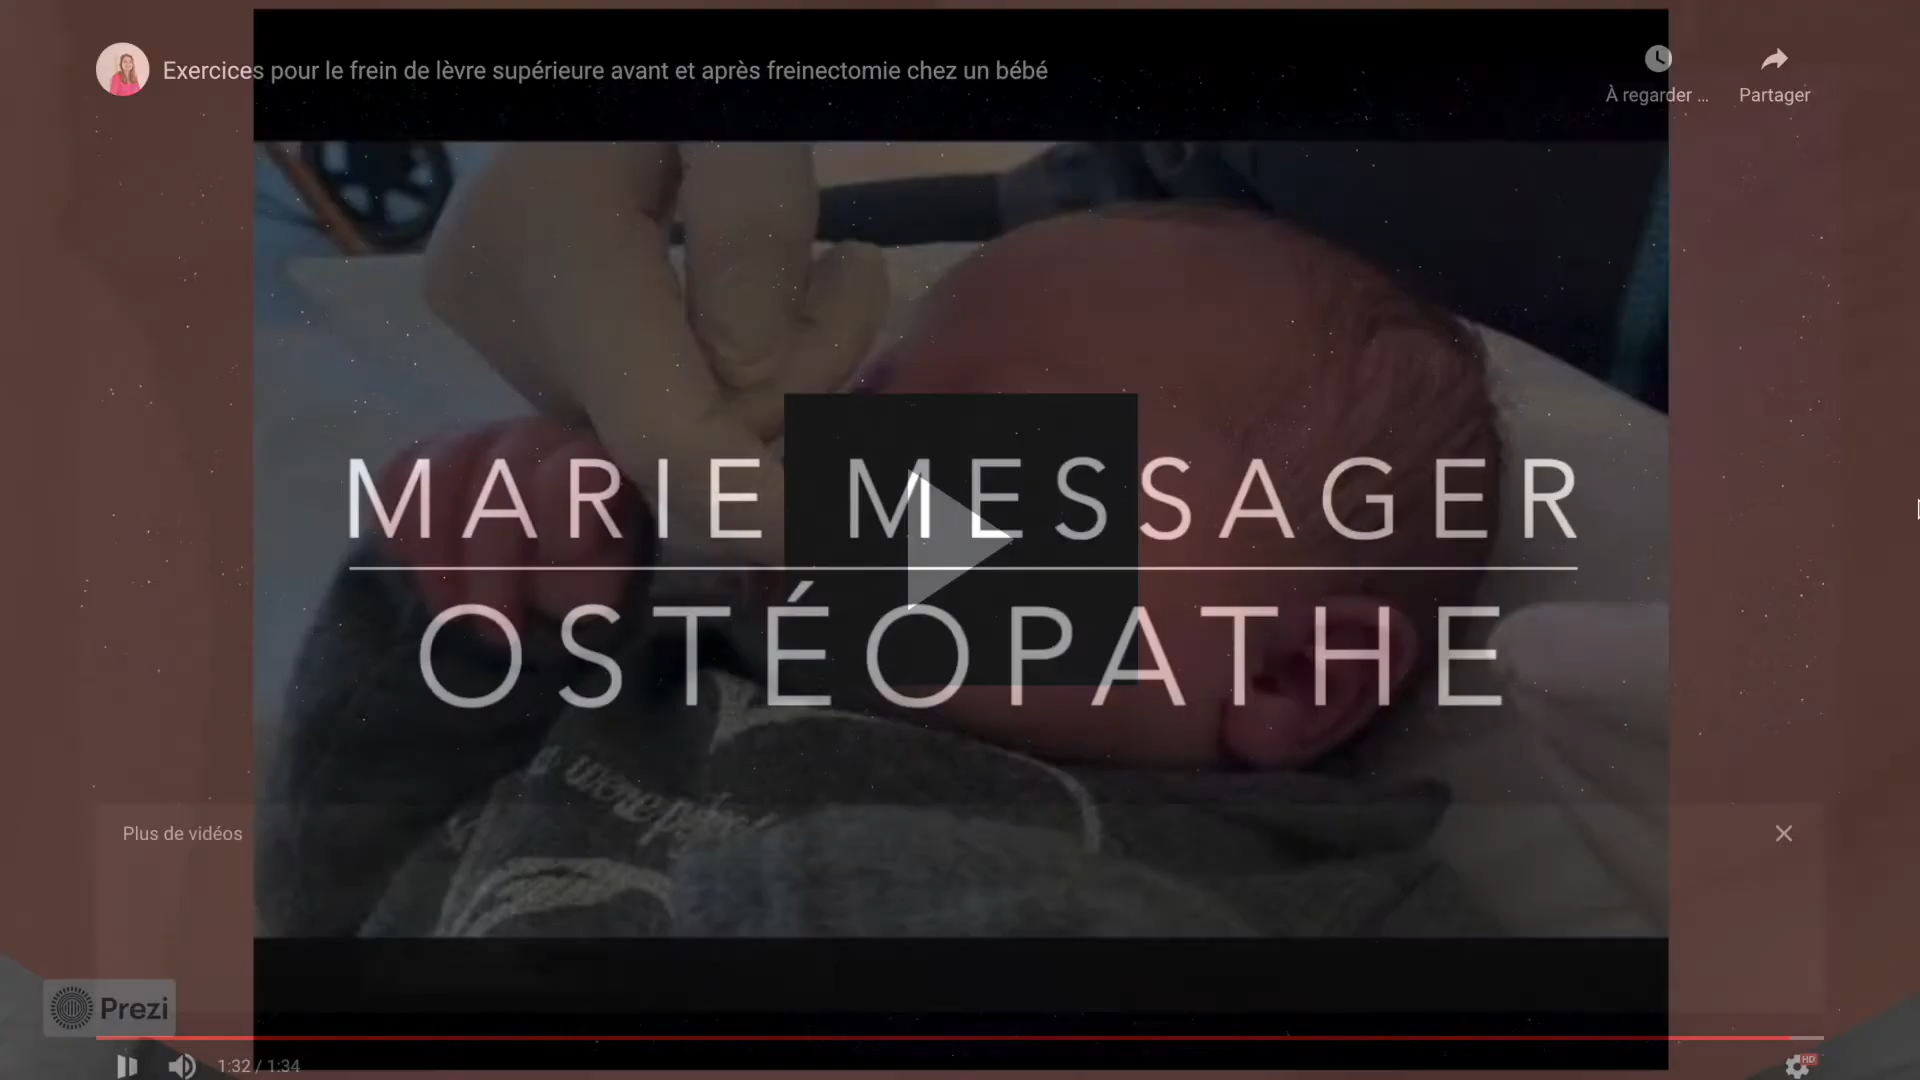 Exercices pour le frein de lèvre supérieure avant et après freinectomie chez un bébé
À regarder ...
Partager
MARIE MESSAGER
OSTÉOPATHE
Plus de vidéos
Prezi
1:32 / 1:34
HD